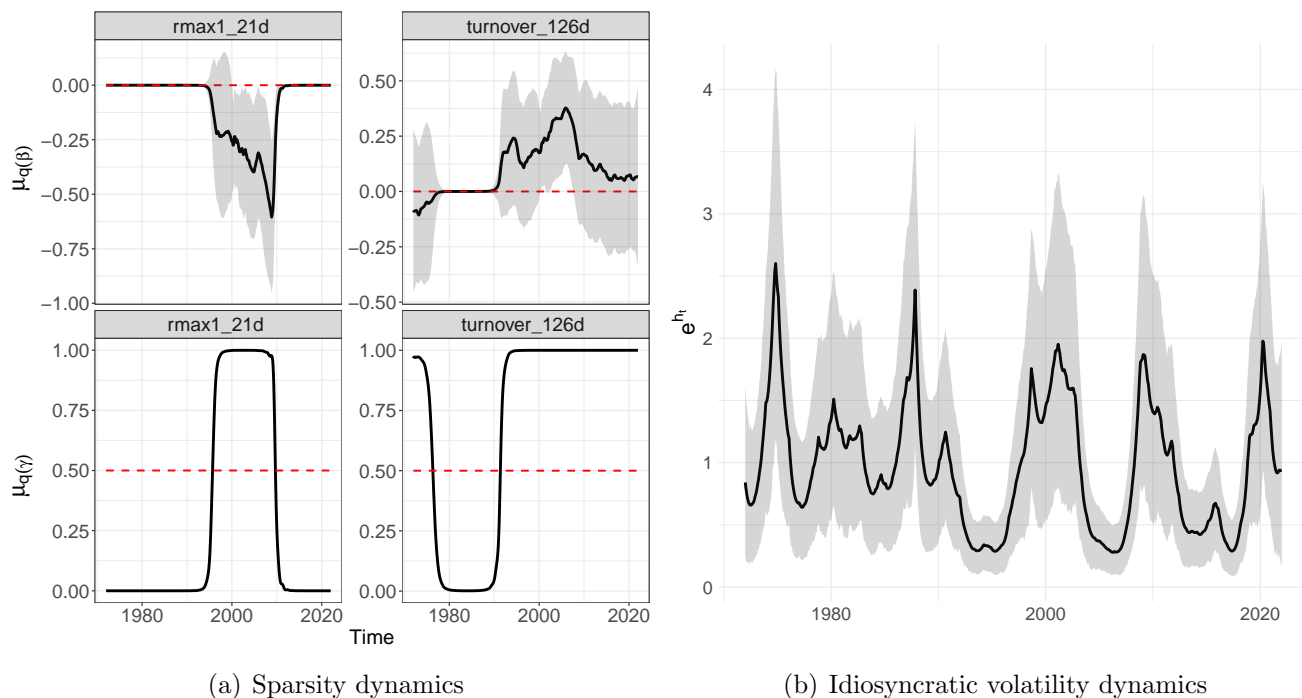 rmax1_21d turnover_126d
0.00
−0.25
−0.50
−0.75
−1.00
0.50
0.25
0.00
−0.25
−0.50
μq(β)
rmax1_21d turnover_126d
1.00
0.75
0.50
0.25
0.00
1.00
0.75
0.50
0.25
0.00
μq(γ)
1980 2000 2020 1980 2000 2020
Time
4
3
2
1
0
e^{h_t}
1980 2000 2020
(a) Sparsity dynamics
(b) Idiosyncratic volatility dynamics